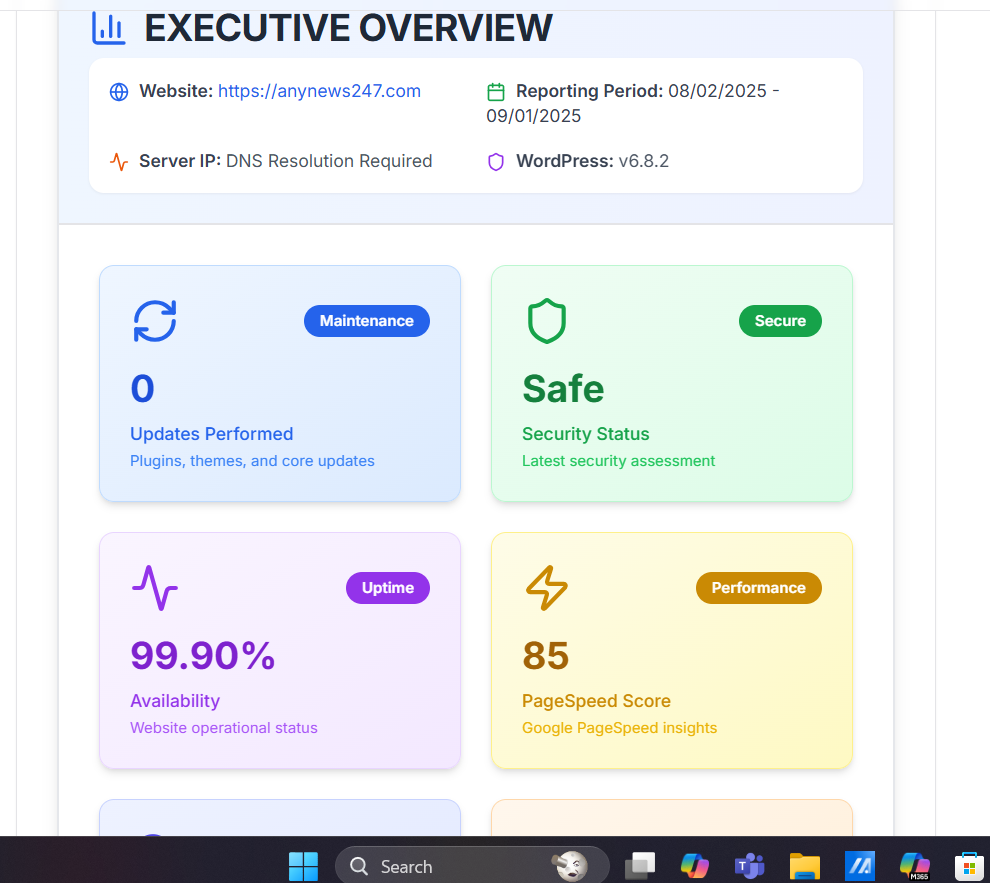 EXECUTIVE OVERVIEW
Website: https://anynews247.com
Reporting Period: 08/02/2025 -
09/01/2025
Server IP: DNS Resolution Required
WordPress: v6.8.2
Maintenance
0
Updates Performed
Plugins, themes, and core updates
Secure
Safe
Security Status
Latest security assessment
Uptime
99.90%
Availability
Website operational status
Performance
85
PageSpeed Score
Google PageSpeed insights
Search
T
M365